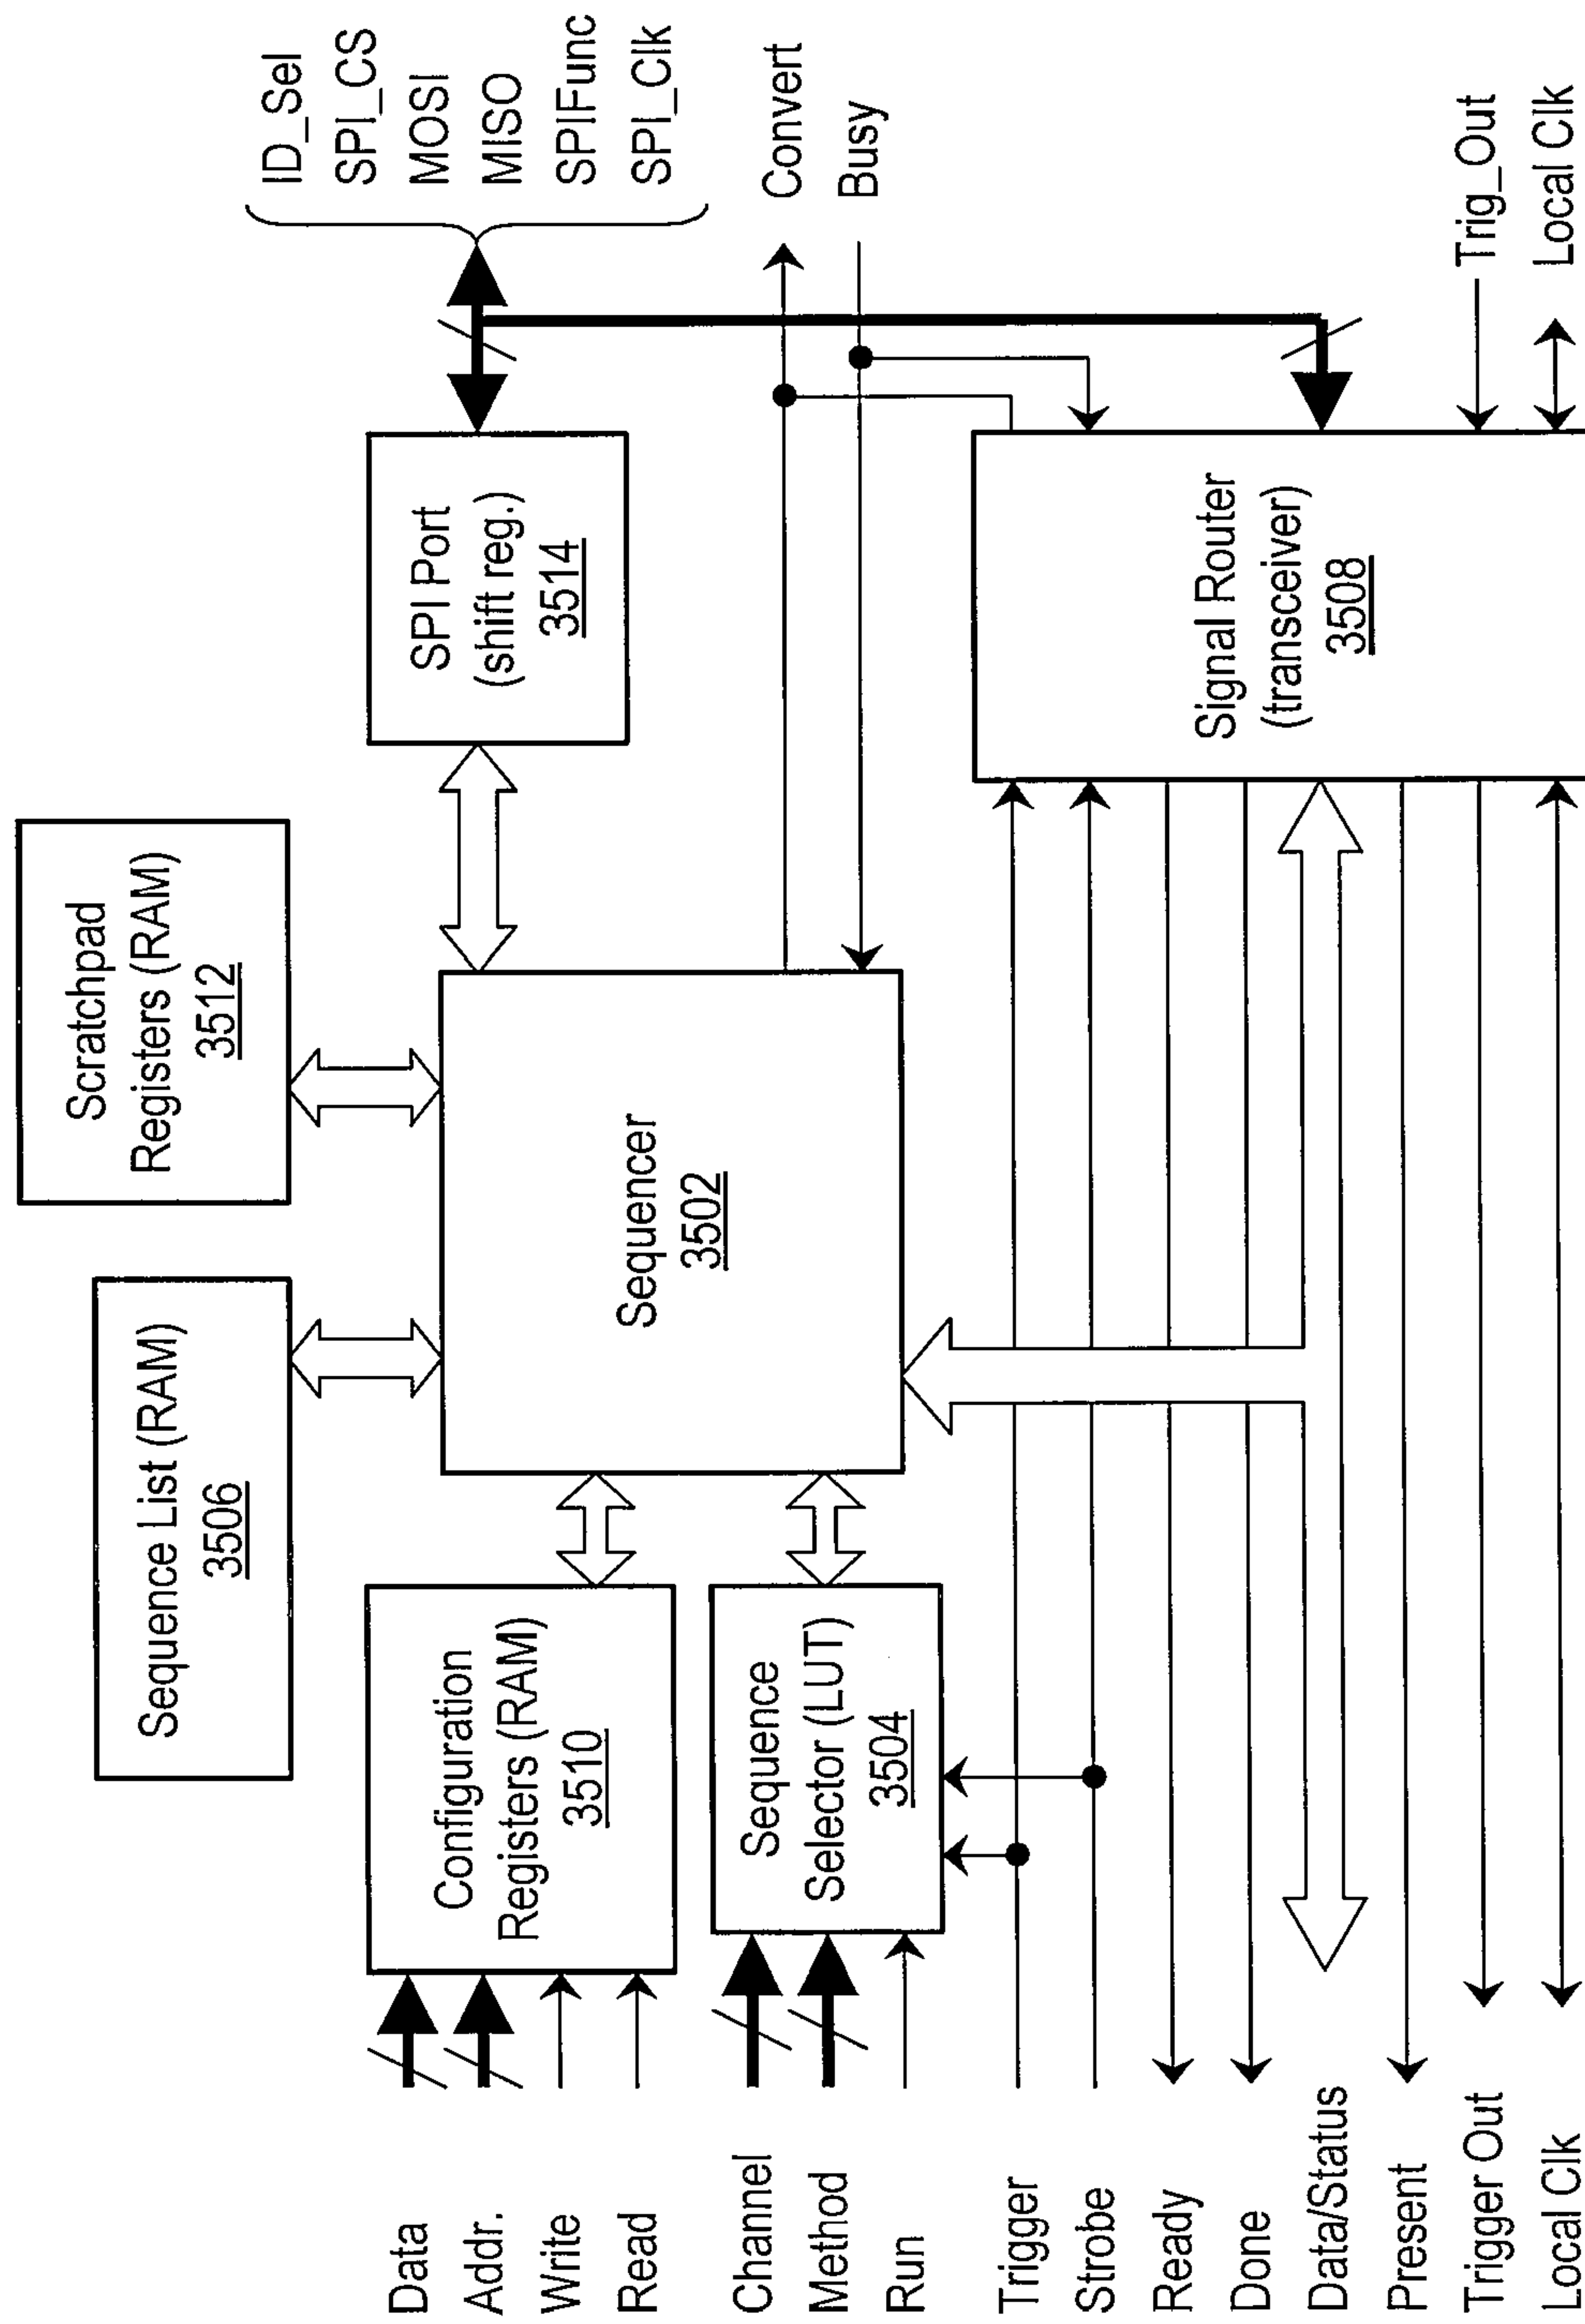 Sequence List (RAM)
3506
Scratchpad
Registers (RAM)
3512
Configuration
Registers (RAM)
3510
Sequence
Selector (LUT)
3504
Sequencer
3502
SPI Port
(shift reg.)
3514
Signal Router
(transceiver)
3508
Data
Addr.
Write
Read
Channel
Method
Run
Trigger
Strobe
Ready
Done
Data/Status
Present
Trigger Out
Local Clk
ID_Sel
SPI_CS
MOSI
MISO
SPIFunc
SPI_Clk
Convert
Busy
Trig_Out
Local Clk